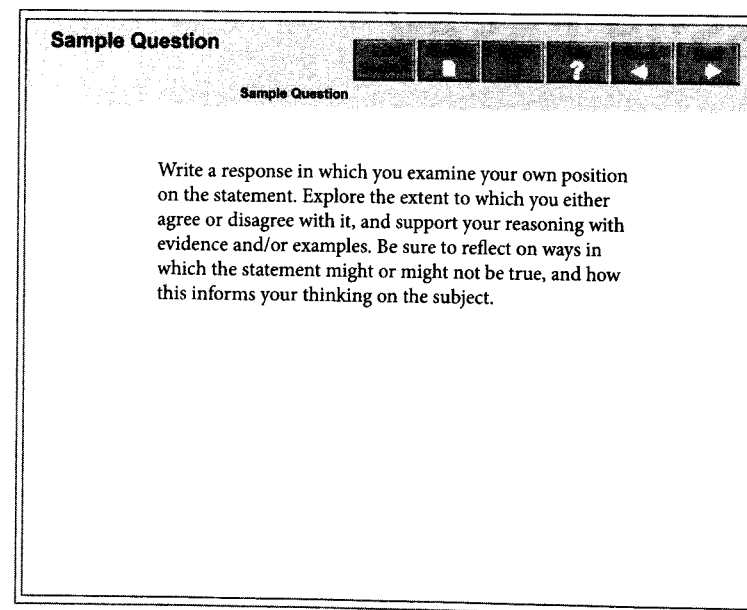 Sample Question
?
Sample Question
Write a response in which you examine your own position
on the statement. Explore the extent to which you either
agree or disagree with it, and support your reasoning with
evidence and/or examples. Be sure to reflect on ways in
which the statement might or might not be true, and how
this informs your thinking on the subject.